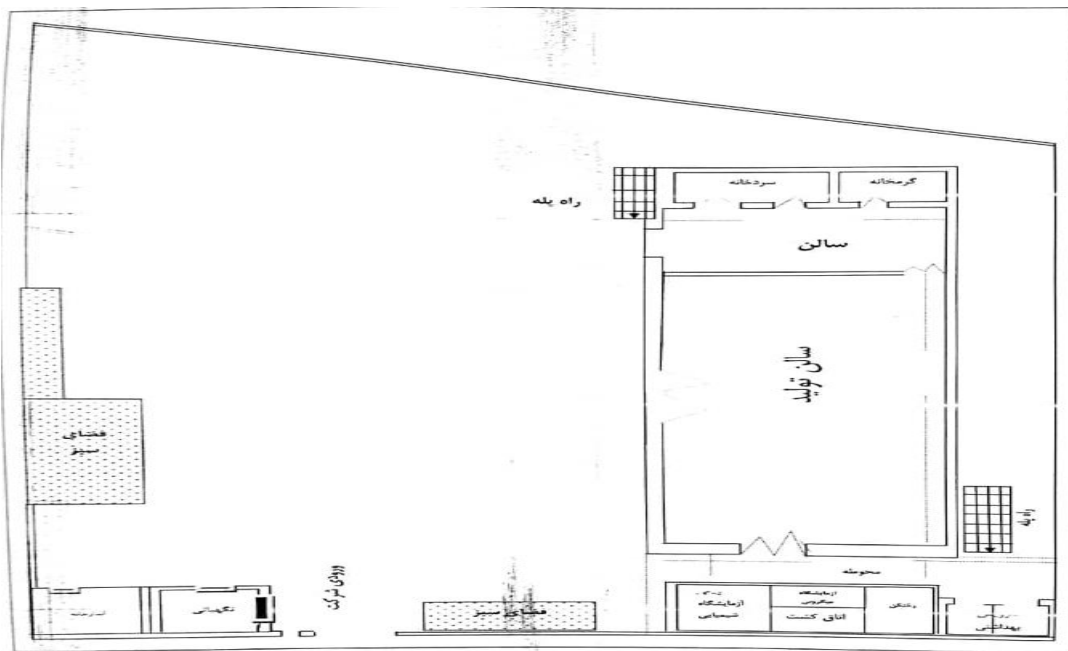 گرمخانه
سردخانه
راه پله
سالن
سالن تولید
فضای
سبز
راه پله
محوطه
ورودی شرکت
نگهبانی
فضای سبز
آزمایشگاه
شیمیایی
آزمایشگاه
میکروبی
اتاق کشت
رختکن
بهداشتی